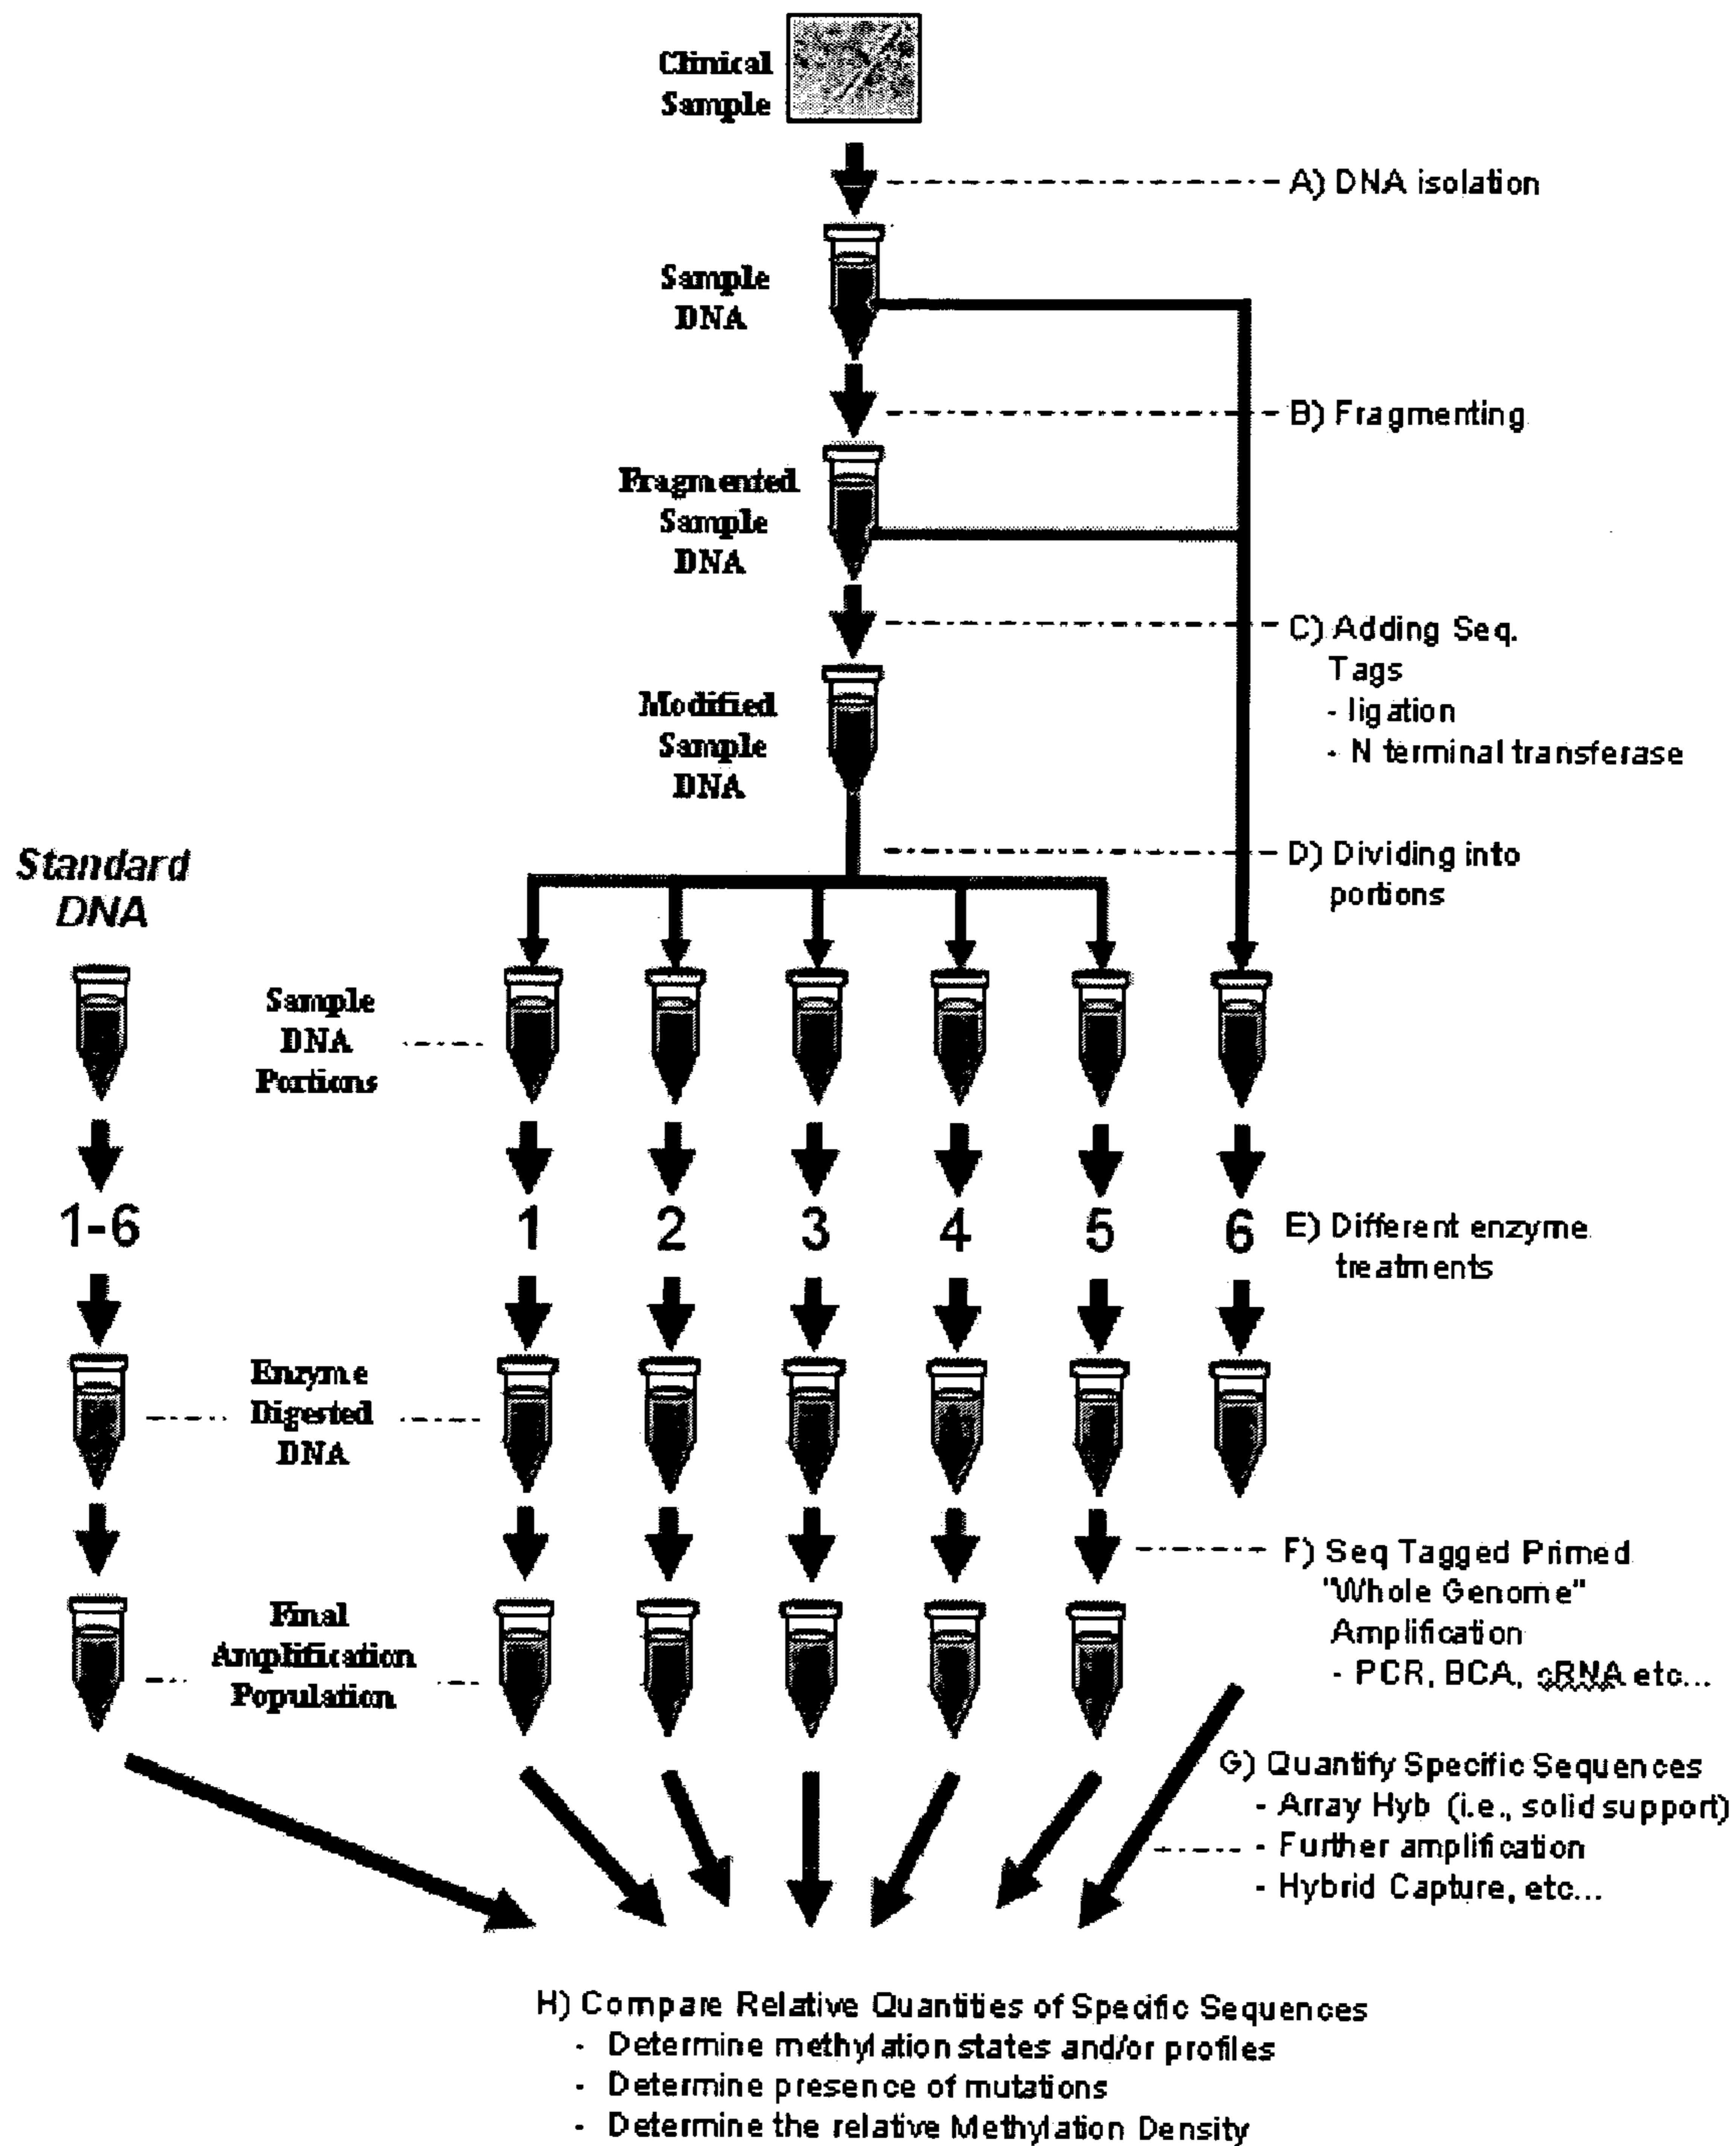 Clinical
Sample
A) DNA isolation
Sample
DNA
B) Fragmenting
Fragmented
Sample
DNA
C) Adding Seq.
Tags
- ligation
- N terminal transferase
Modified
Sample
DNA
D) Dividing into
portions
Standard
DNA
Sample
DNA
Portions
1-6 1 2 3 4 5 6
E) Different enzyme
treatments
Enzyme
Digested
DNA
F) Seq Tagged Primed
"Whole Genome"
Amplification
- PCR, BCA, cRNA etc...
Final
Amplification
Population
G) Quantify Specific Sequences
- Array Hyb (i.e., solid support)
- Further amplification
- Hybrid Capture, etc...
H) Compare Relative Quantities of Specific Sequences
- Determine methylation states and/or profiles
- Determine presence of mutations
- Determine the relative Methylation Density